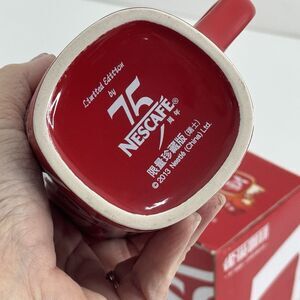 Limited Edition
by
75
NESCAFÉ®
周年
限量珍藏版(瑞士)
© 2013 Nestlé (China) Ltd.